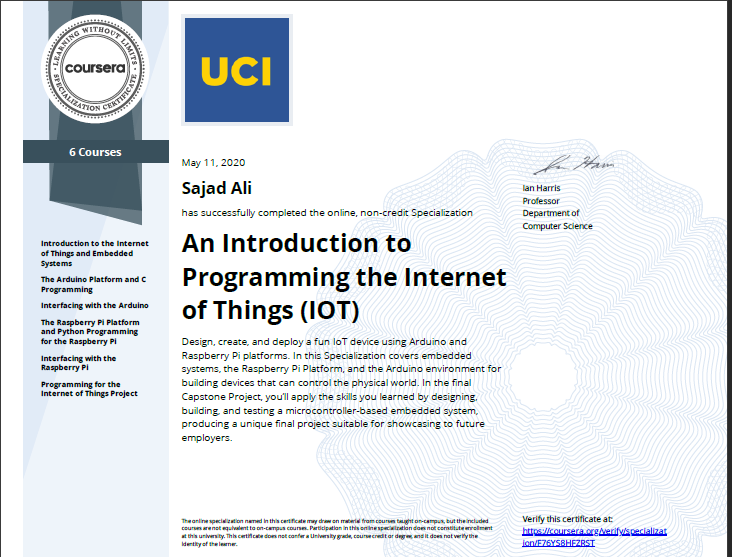 LEARNING WITHOUT LIMITS
coursera
SPECIALIZATION CERTIFICATE
6 Courses
Introduction to the Internet
of Things and Embedded
Systems
The Arduino Platform and C
Programming
Interfacing with the Arduino
The Raspberry Pi Platform
and Python Programming
for the Raspberry Pi
Interfacing with the
Raspberry Pi
Programming for the
Internet of Things Project
UCI
May 11, 2020
Sajad Ali
has successfully completed the online, non-credit Specialization
An Introduction to
Programming the Internet
of Things (IOT)
Design, create, and deploy a fun IoT device using Arduino and
Raspberry Pi platforms. In this Specialization covers embedded
systems, the Raspberry Pi Platform, and the Arduino environment for
building devices that can control the physical world. In the final
Capstone Project, you'll apply the skills you learned by designing,
building, and testing a microcontroller-based embedded system,
producing a unique final project suitable for showcasing to future
employers.
Ian Harris
Professor
Department of
Computer Science
The online specialization named in this certificate may draw on material from courses taught on-campus, but the included
courses are not equivalent to on-campus courses. Participation in this online specialization does not constitute enrollment
at this university. This certificate does not confer a University grade, course credit or degree, and it does not verify the
identity of the learner.
Verify this certificate at:
https://coursera.org/verify/specializat
ion/F76YS8HFZRST